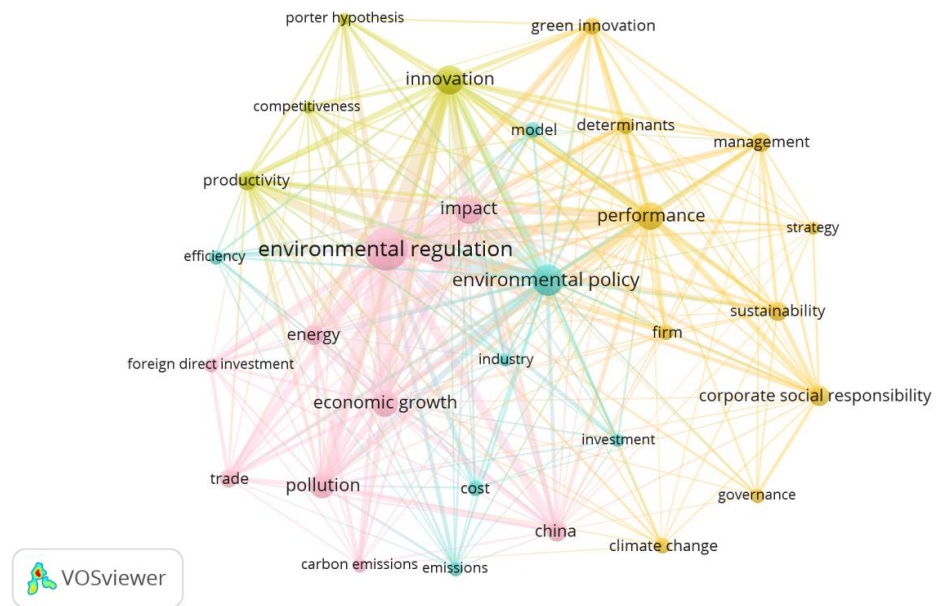 porter hypothesis
green innovation
innovation
competitiveness
model
determinants
management
productivity
impact
performance
strategy
environmental regulation
efficiency
environmental policy
sustainability
energy
firm
foreign direct investment
industry
economic growth
corporate social responsibility
investment
trade
pollution
cost
governance
china
climate change
carbon emissions
emissions
VOSviewer